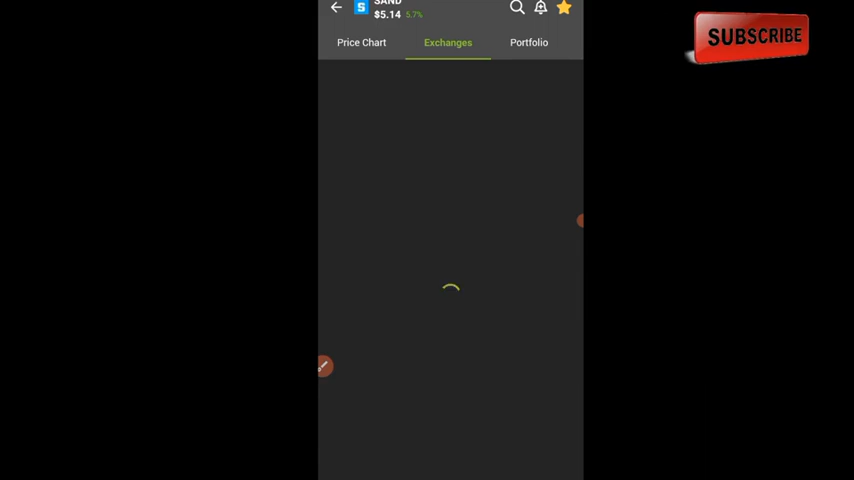 SAND
$5.14 5.7%
Price Chart
Exchanges
Portfolio
SUBSCRIBE